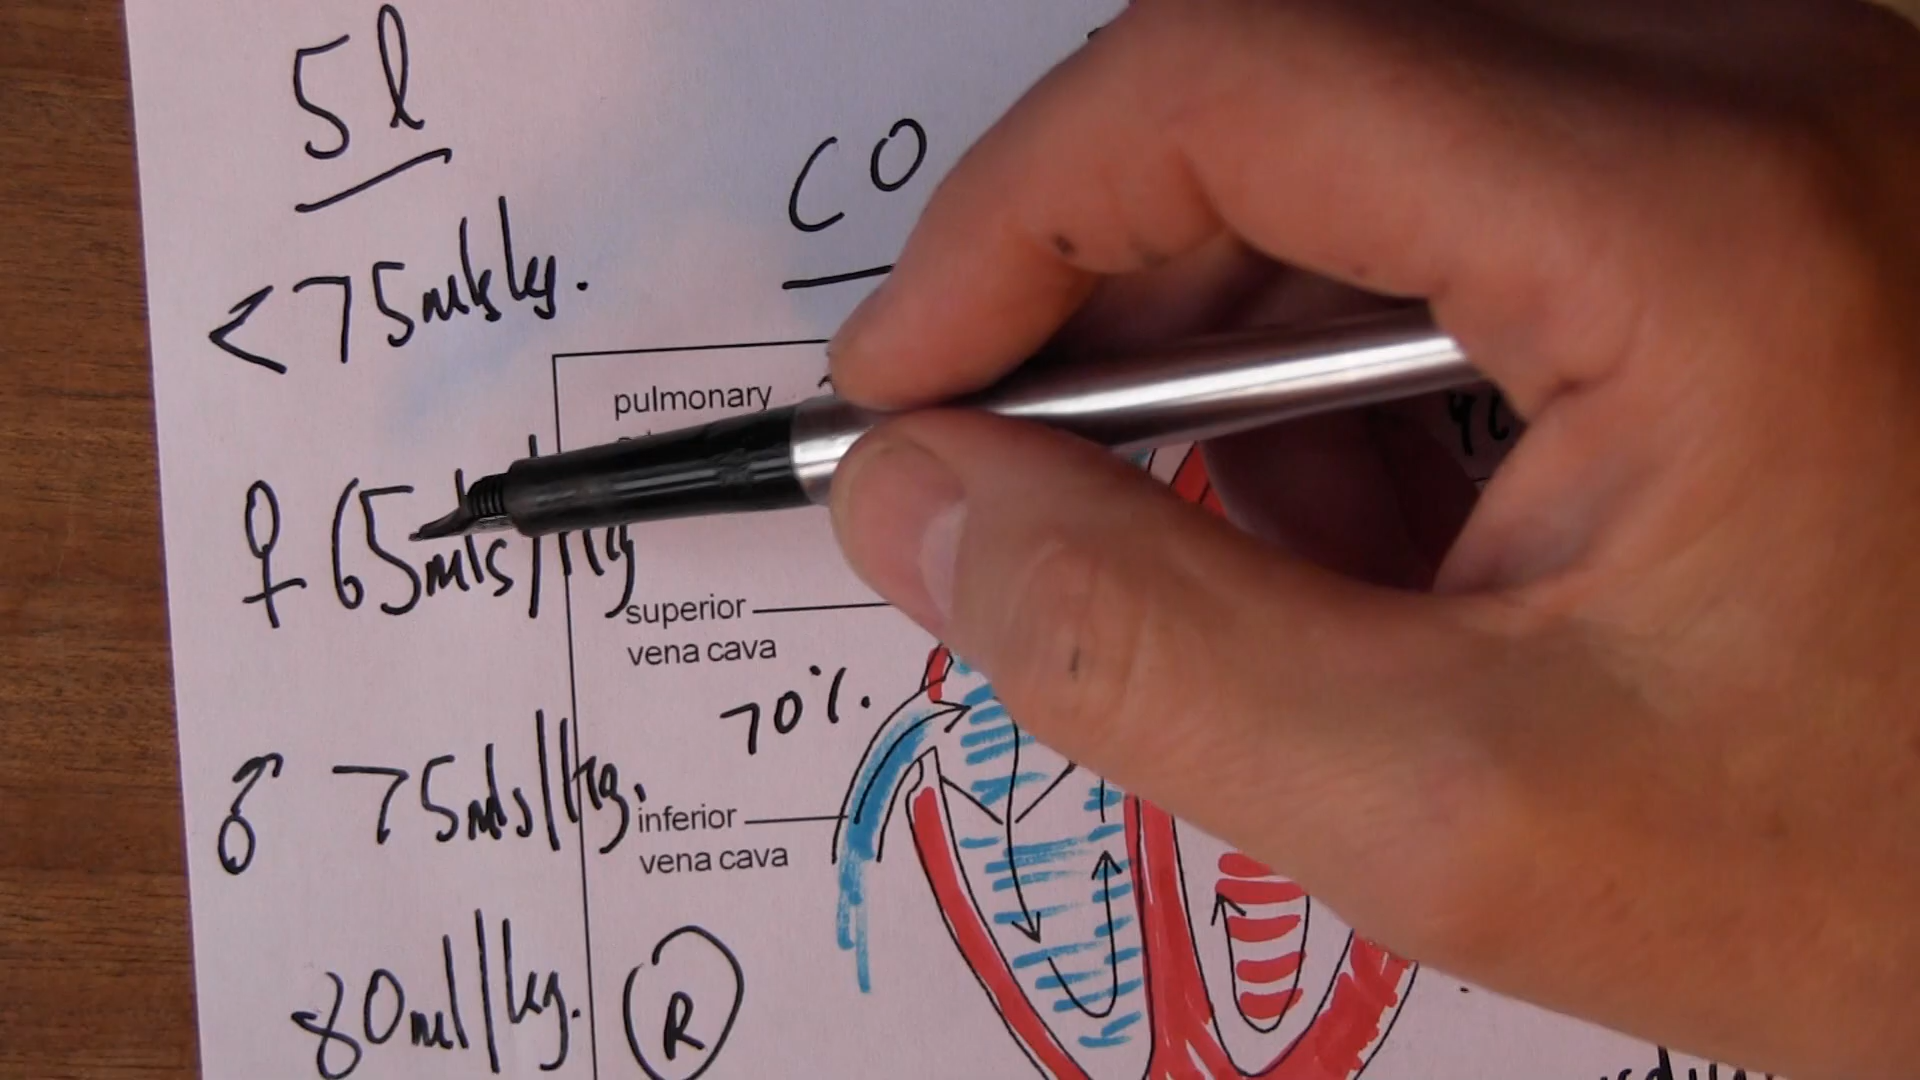 5l
CO
<75mls/kg.
pulmonary
♀ 65mls/kg
superior
vena cava
70%.
♂ 75mls/kg.
inferior
vena cava
80ml/kg.
R